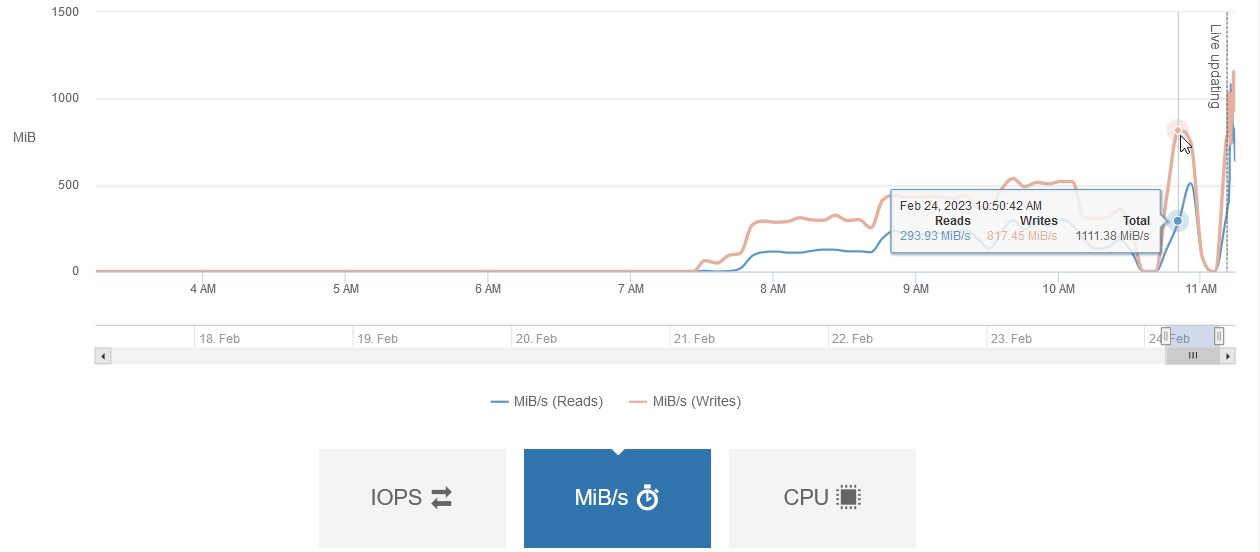 1500
Live updating
1000
MiB
500
Feb 24, 2023 10:50:42 AM
Reads Writes Total
293.93 MiB/s 817.45 MiB/s 1111.38 MiB/s
0
4 AM 5 AM 6 AM 7 AM 8 AM 9 AM 10 AM 11 AM
18. Feb 19. Feb 20. Feb 21. Feb 22. Feb 23. Feb 24. Feb
MiB/s (Reads) MiB/s (Writes)
IOPS MiB/s CPU